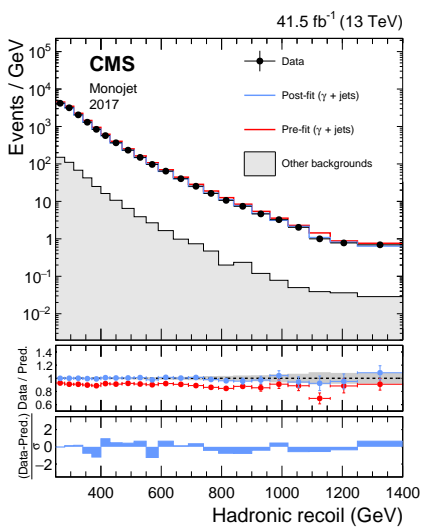 41.5 fb⁻¹ (13 TeV)
Events / GeV
10⁵
10⁴
10³
10²
10
1
10⁻¹
10⁻²
CMS
Monojet
2017
Data
Post-fit (γ + jets)
Pre-fit (γ + jets)
Other backgrounds
Data / Pred.
1.4
1.2
1
0.8
0.6
(Data-Pred.)
σ
2
0
−2
400 600 800 1000 1200 1400
Hadronic recoil (GeV)